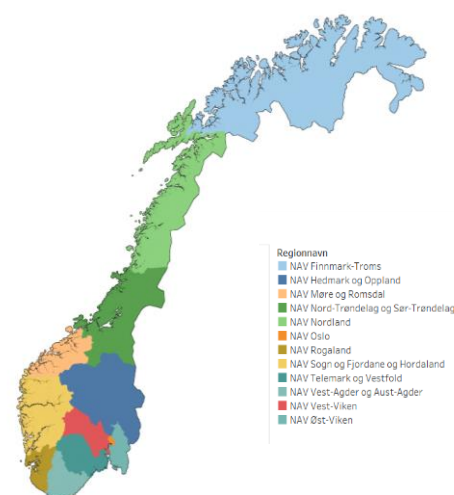 Regionnavn
NAV Finnmark-Troms
NAV Hedmark og Oppland
NAV Møre og Romsdal
NAV Nord-Trøndelag og Sør-Trøndelag
NAV Nordland
NAV Oslo
NAV Rogaland
NAV Sogn og Fjordane og Hordaland
NAV Telemark og Vestfold
NAV Vest-Agder og Aust-Agder
NAV Vest-Viken
NAV Øst-Viken